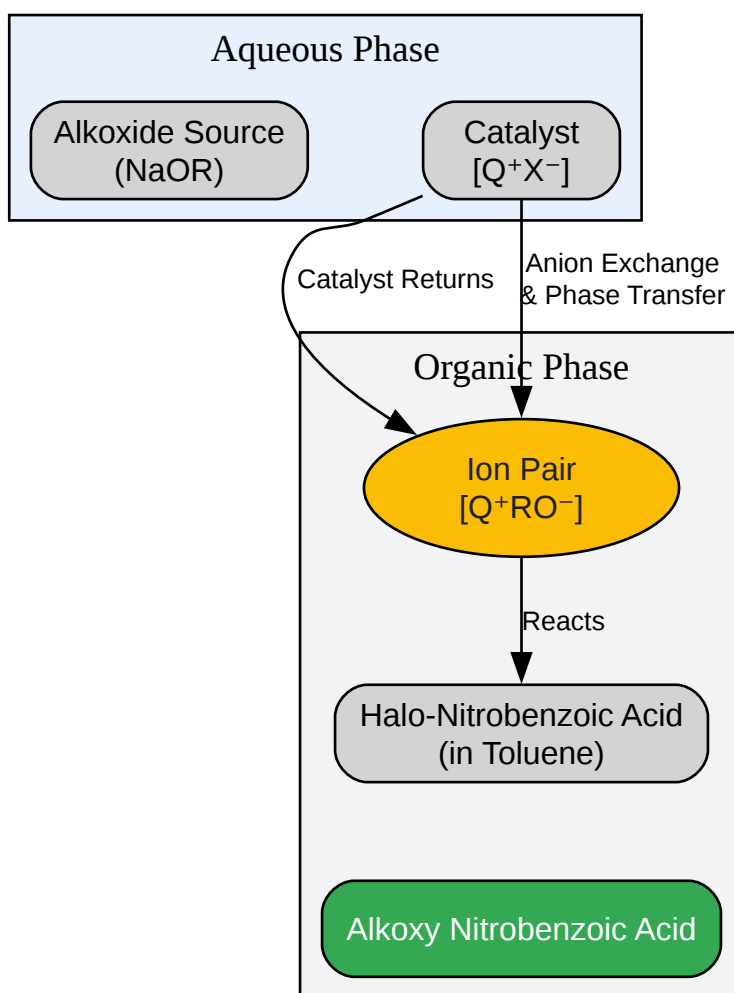 Aqueous Phase
Alkoxide Source
(NaOR)
Catalyst
[Q⁺X⁻]
Catalyst Returns
Anion Exchange
& Phase Transfer
Organic Phase
Ion Pair
[Q⁺RO⁻]
Reacts
Halo-Nitrobenzoic Acid
(in Toluene)
Alkoxy Nitrobenzoic Acid